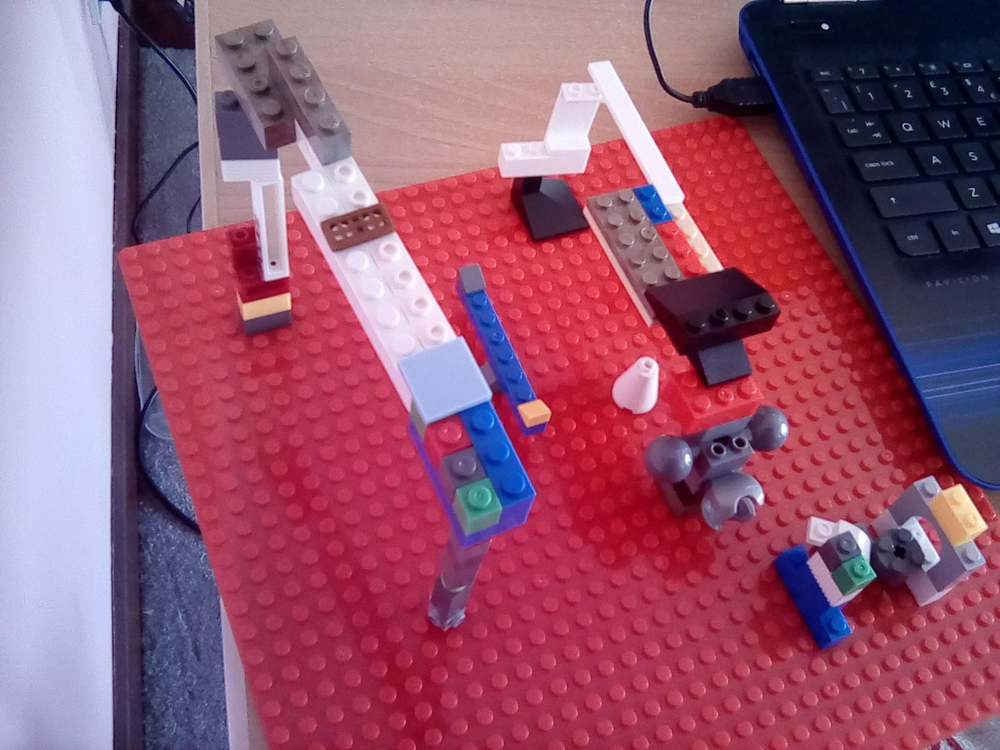 esc
1 2 3 4
£ $ €
tab Q W E
caps lock A S
Z
ctrl fn
PAVILION